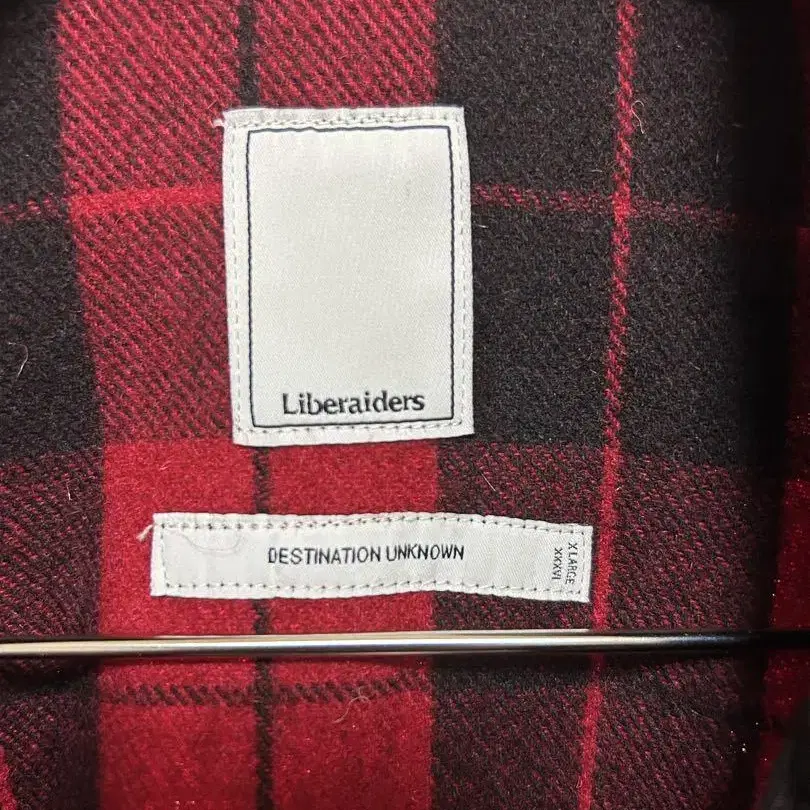 Liberaiders
DESTINATION UNKNOWN
X LARGE
XXXVI